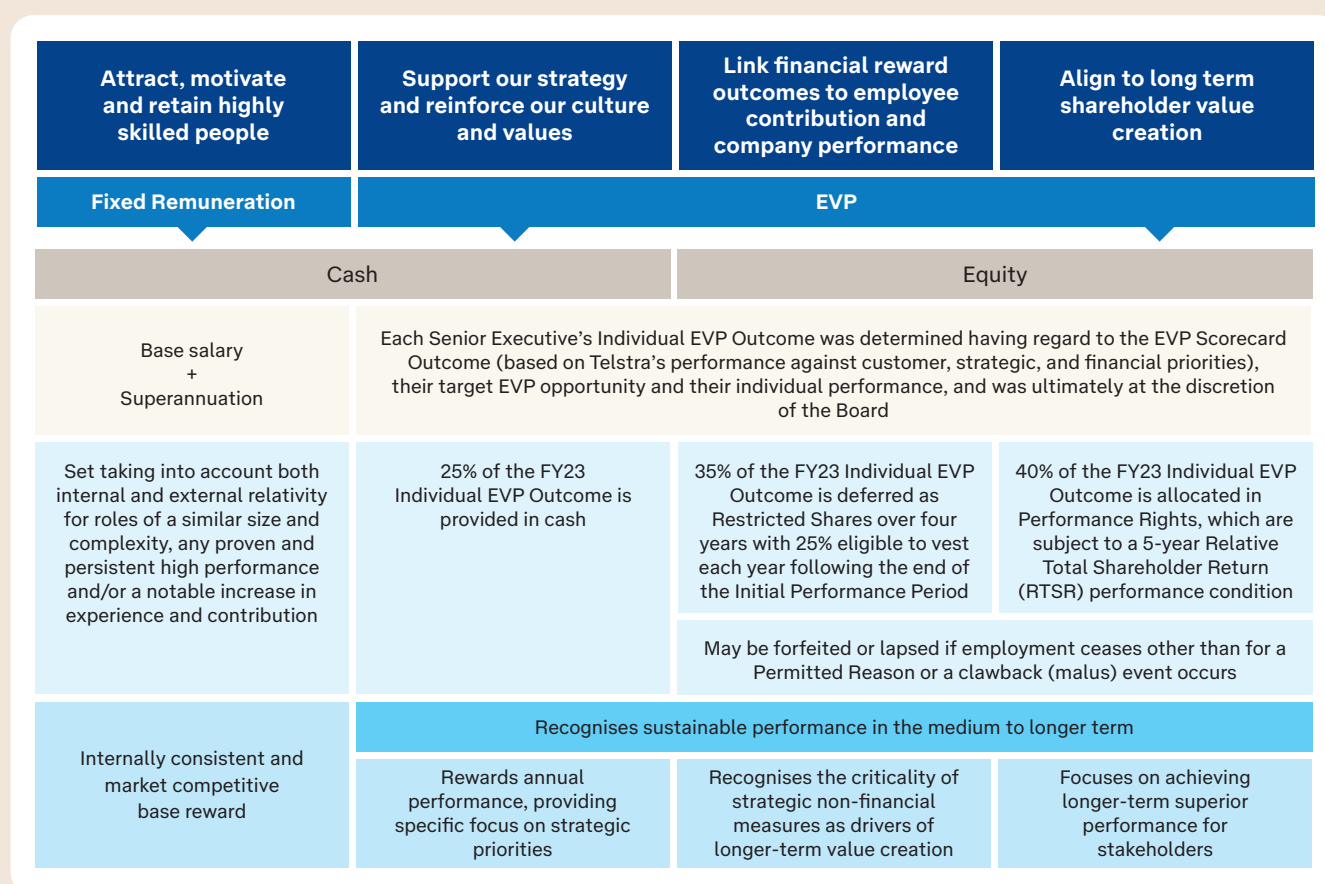 Attract, motivate
and retain highly
skilled people
Support our strategy
and reinforce our culture
and values
Link financial reward
outcomes to employee
contribution and
company performance
Align to long term
shareholder value
creation
Fixed Remuneration
EVP
Cash
Equity
Base salary
+
Superannuation
Each Senior Executive’s Individual EVP Outcome was determined having regard to the EVP Scorecard
Outcome (based on Telstra’s performance against customer, strategic, and financial priorities),
their target EVP opportunity and their individual performance, and was ultimately at the discretion
of the Board
Set taking into account both
internal and external relativity
for roles of a similar size and
complexity, any proven and
persistent high performance
and/or a notable increase in
experience and contribution
25% of the FY23
Individual EVP Outcome is
provided in cash
35% of the FY23 Individual EVP
Outcome is deferred as
Restricted Shares over four
years with 25% eligible to vest
each year following the end of
the Initial Performance Period
40% of the FY23 Individual EVP
Outcome is allocated in
Performance Rights, which are
subject to a 5-year Relative
Total Shareholder Return
(RTSR) performance condition
May be forfeited or lapsed if employment ceases other than for a
Permitted Reason or a clawback (malus) event occurs
Internally consistent and
market competitive
base reward
Recognises sustainable performance in the medium to longer term
Rewards annual
performance, providing
specific focus on strategic
priorities
Recognises the criticality of
strategic non-financial
measures as drivers of
longer-term value creation
Focuses on achieving
longer-term superior
performance for
stakeholders